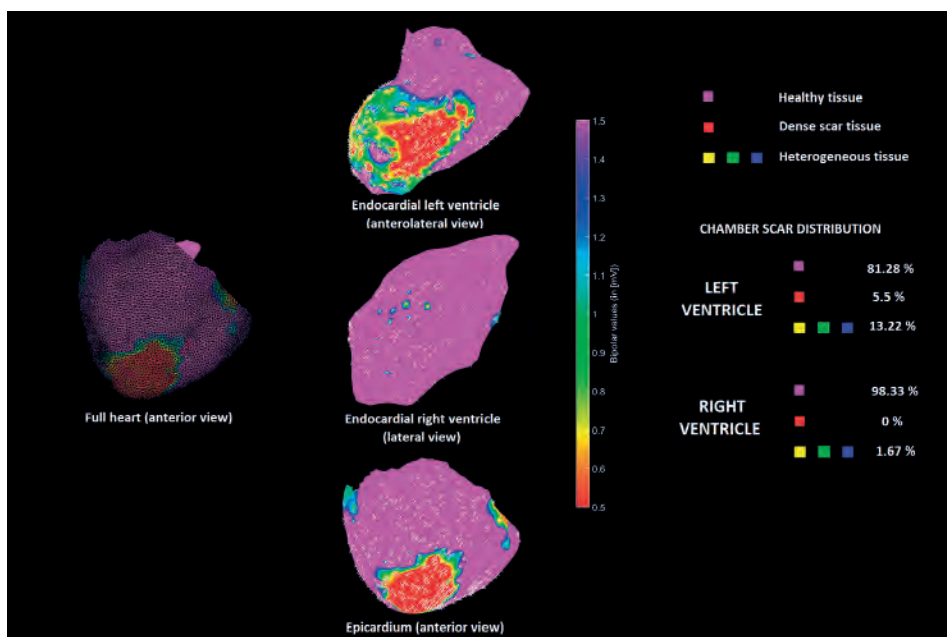 Endocardial left ventricle
(anterolateral view)
Full heart (anterior view)
Endocardial right ventricle
(lateral view)
Epicardium (anterior view)
1.5
1.4
1.3
1.2
1.1
1
0.9
0.8
0.7
0.6
0.5
Bipolar values (in [mV])
Healthy tissue
Dense scar tissue
Heterogeneous tissue
CHAMBER SCAR DISTRIBUTION
LEFT
VENTRICLE
81.28 %
5.5 %
13.22 %
RIGHT
VENTRICLE
98.33 %
0 %
1.67 %